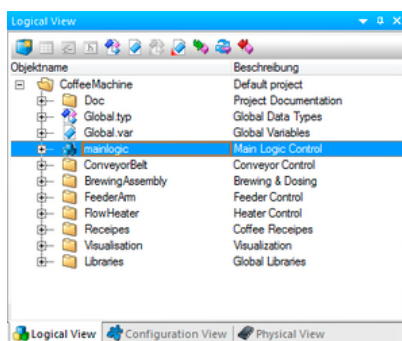 Logical View
Objektname Beschreibung
CoffeeMachine Default project
Doc Project Documentation
Global.typ Global Data Types
Global.var Global Variables
mainlogic Main Logic Control
ConveyorBelt Conveyor Control
BrewingAssembly Brewing & Dosing
FeederArm Feeder Control
FlowHeater Heater Control
Receipes Coffee Receipes
Visualisation Visualization
Libraries Global Libraries
Logical View Configuration View Physical View